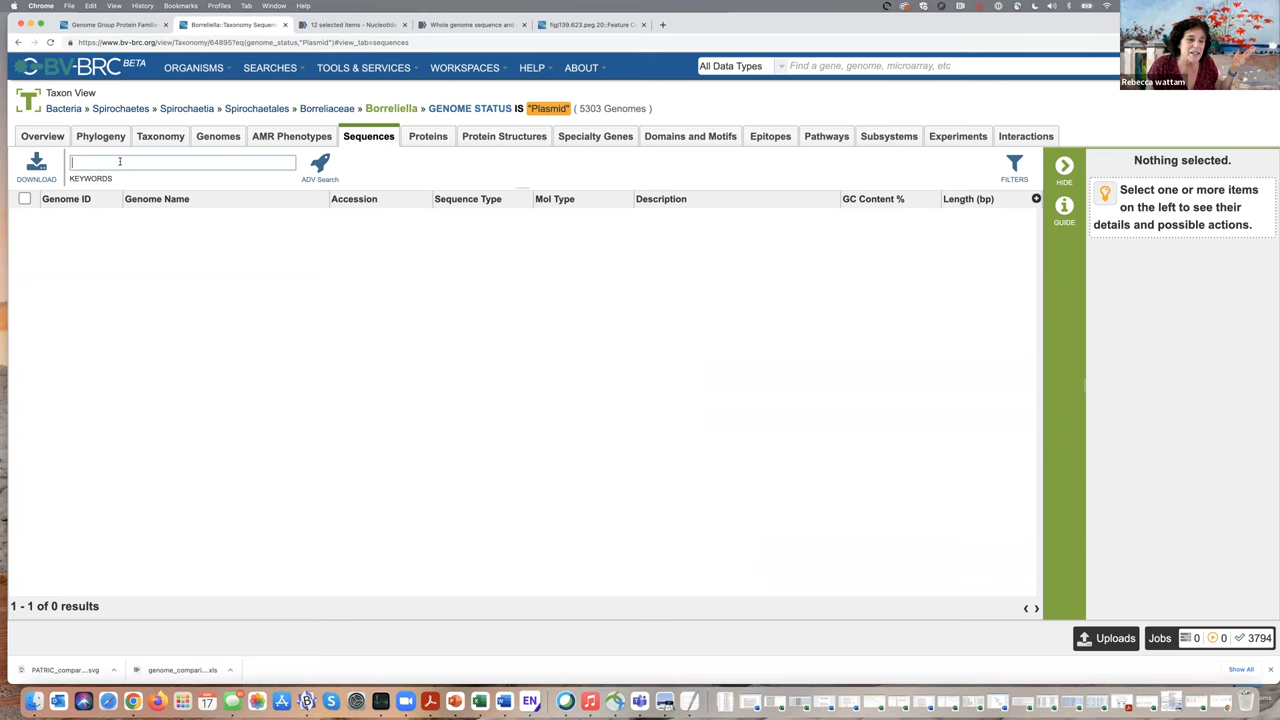 Chrome File Edit View History Bookmarks Profiles Tab Window Help
Genome Group Protein Familie
Borreliella::Taxonomy Sequenc
12 selected items - Nucleotide
Whole genome sequence and
fig|139.623.peg.20::Feature C
https://www.bv-brc.org/view/Taxonomy/64895?eq(genome_status,"Plasmid")#view_tab=sequences
BV-BRC BETA ORGANISMS SEARCHES TOOLS & SERVICES WORKSPACES HELP ABOUT All Data Types Find a gene, genome, microarray, etc
Rebecca wattam
Taxon View
Bacteria » Spirochaetes » Spirochaetia » Spirochaetales » Borreliaceae » Borreliella » GENOME STATUS IS "Plasmid" ( 5303 Genomes )
Overview Phylogeny Taxonomy Genomes AMR Phenotypes Sequences Proteins Protein Structures Specialty Genes Domains and Motifs Epitopes Pathways Subsystems Experiments Interactions
DOWNLOAD KEYWORDS ADV Search FILTERS
HIDE
GUIDE
Nothing selected.
Select one or more items
on the left to see their
details and possible actions.
Genome ID Genome Name Accession Sequence Type Mol Type Description GC Content % Length (bp)
1 - 1 of 0 results
Uploads Jobs 0 0 3794
PATRIC_compar....svg genome_compari....xls Show All
17
EN